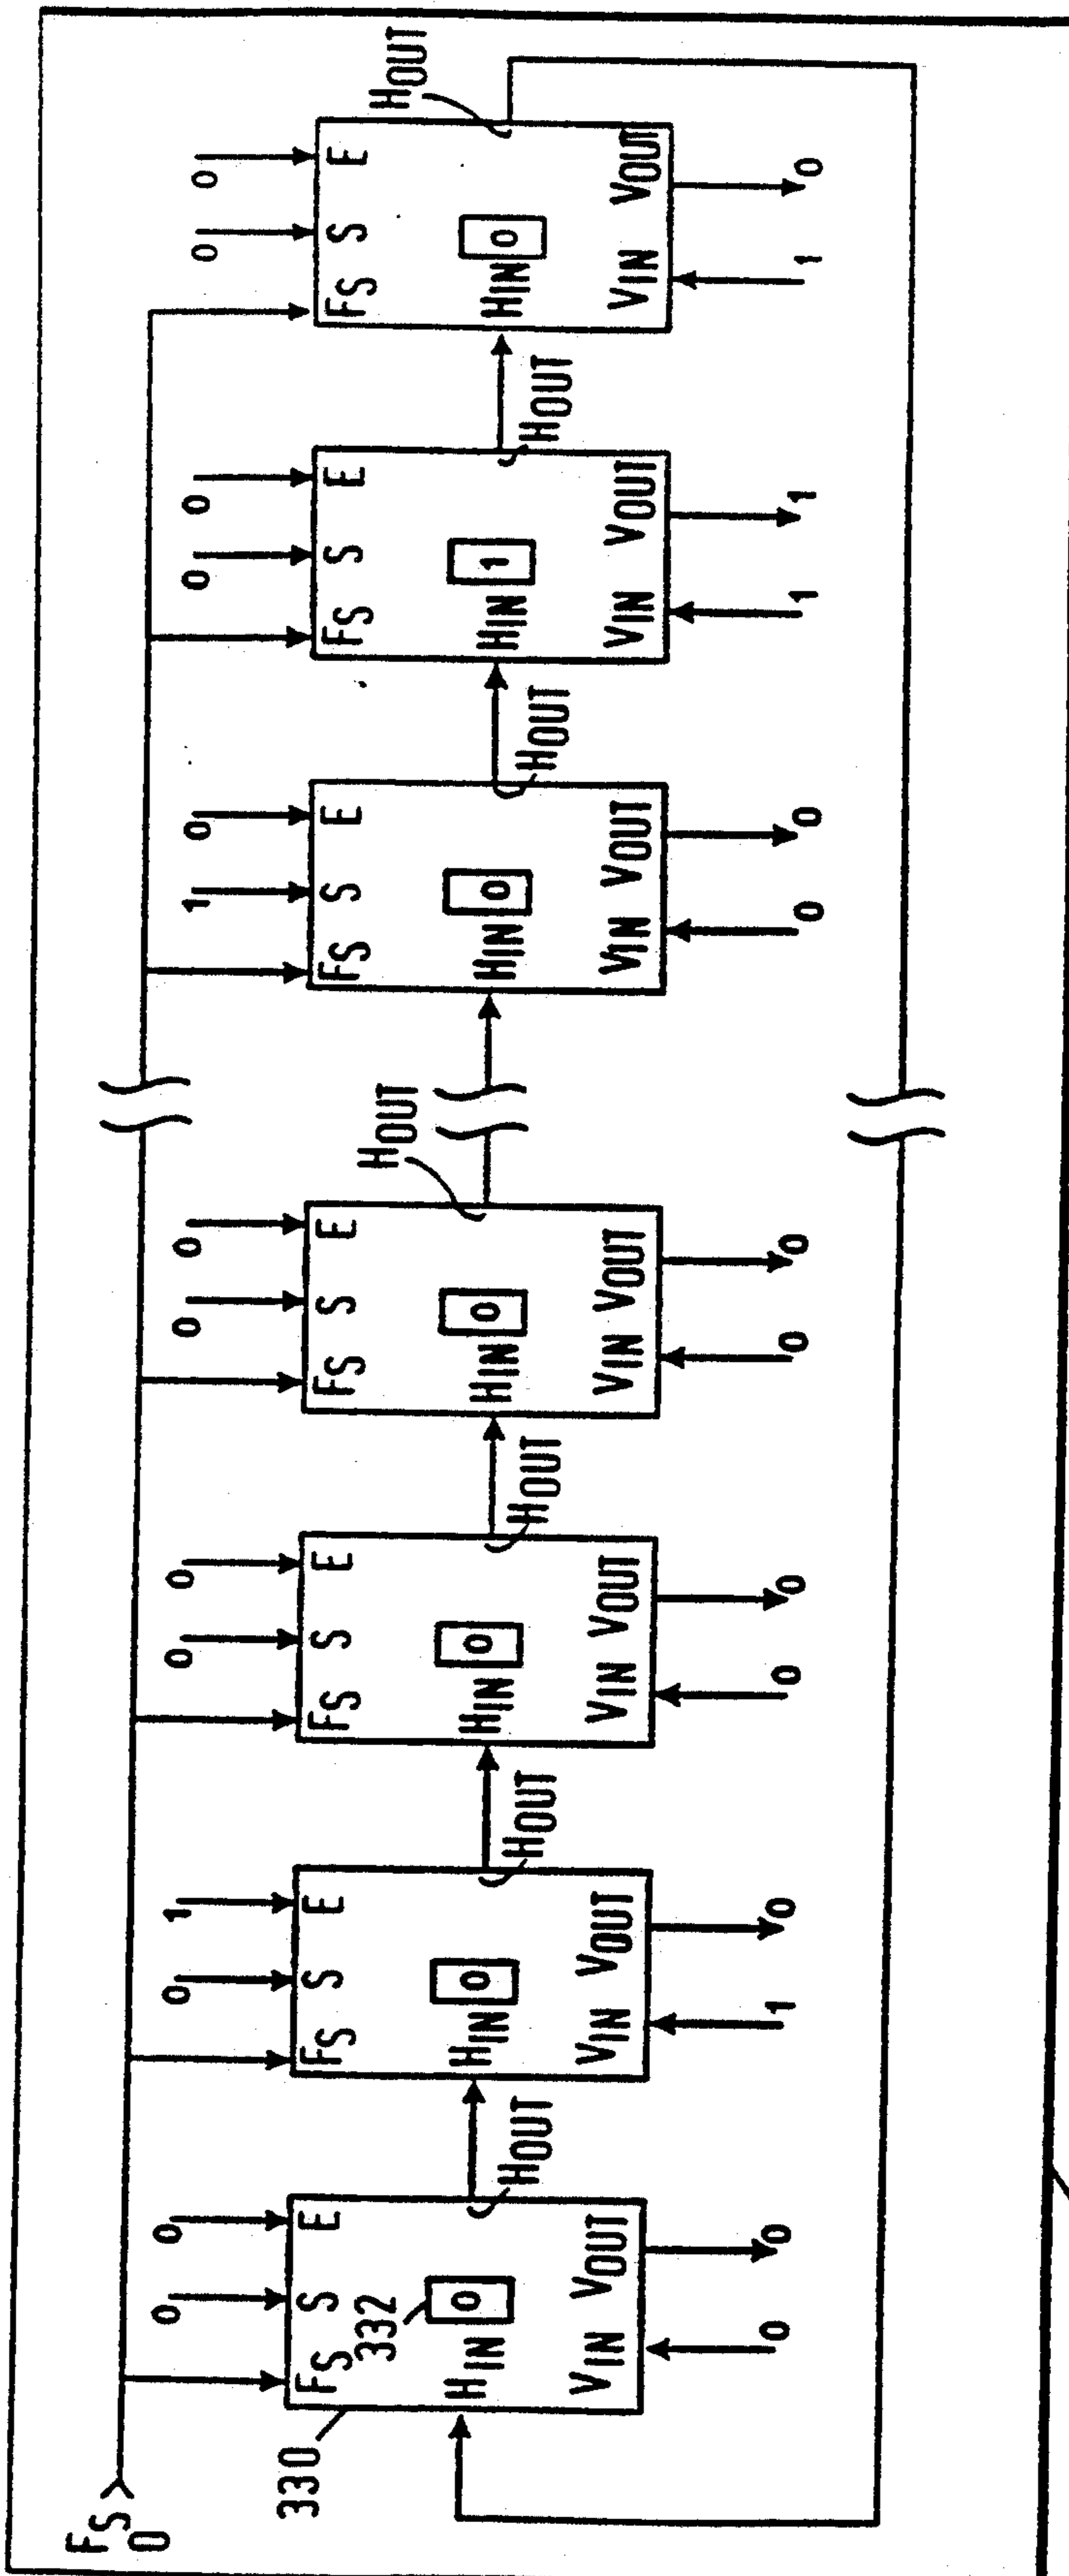 FS
0
0 0 0 1 0 0 0 0 1 0 0 0 0 0
FS S E FS S E FS S E FS S E FS S E FS S E FS S E
330
332
HOUT HOUT
HIN 0 HIN 0 HIN 0 HIN 0 HIN 0 HIN 1 HIN 0
HOUT HOUT HOUT HOUT HOUT
VIN VOUT VIN VOUT VIN VOUT VIN VOUT VIN VOUT VIN VOUT VIN VOUT
0 0 1 0 0 0 0 0 0 0 1 1 1 0